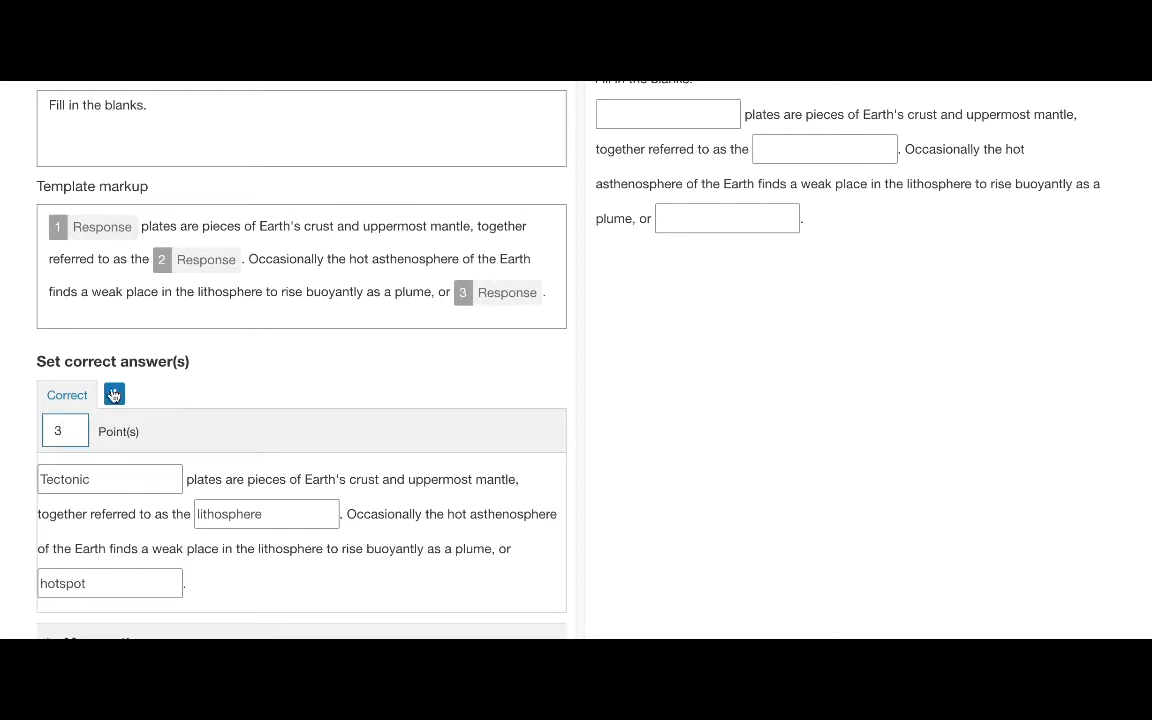 Fill in the blanks.
Template markup
1 Response plates are pieces of Earth's crust and uppermost mantle, together
referred to as the 2 Response . Occasionally the hot asthenosphere of the Earth
finds a weak place in the lithosphere to rise buoyantly as a plume, or 3 Response .
Set correct answer(s)
Correct
3 Point(s)
Tectonic plates are pieces of Earth's crust and uppermost mantle,
together referred to as the lithosphere . Occasionally the hot asthenosphere
of the Earth finds a weak place in the lithosphere to rise buoyantly as a plume, or
hotspot .
plates are pieces of Earth's crust and uppermost mantle,
together referred to as the . Occasionally the hot
asthenosphere of the Earth finds a weak place in the lithosphere to rise buoyantly as a
plume, or .